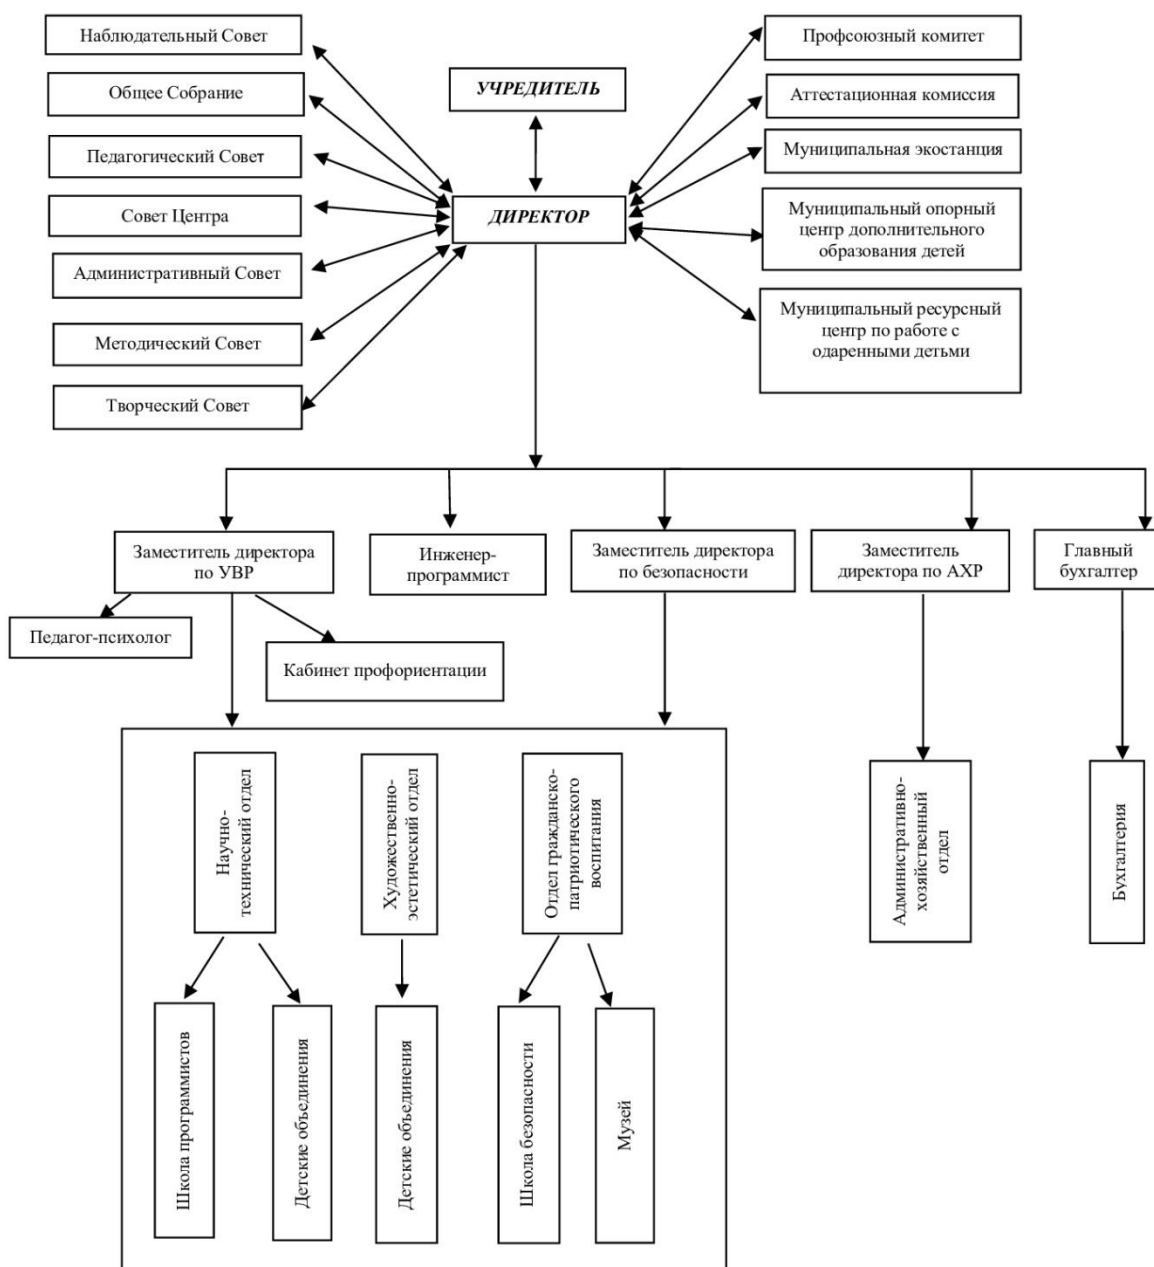 Наблюдательный Совет
Общее Собрание
Педагогический Совет
Совет Центра
Административный Совет
Методический Совет
Творческий Совет
УЧРЕДИТЕЛЬ
ДИРЕКТОР
Профсоюзный комитет
Аттестационная комиссия
Муниципальная экостанция
Муниципальный опорный
центр дополнительного
образования детей
Муниципальный ресурсный
центр по работе с
одаренными детьми
Заместитель директора
по УВР
Инженер-
программист
Заместитель директора
по безопасности
Заместитель
директора по АХР
Главный
бухгалтер
Педагог-психолог
Кабинет профориентации
Научно-
технический отдел
Художественно-
эстетический отдел
Отдел гражданско-
патриотического
воспитания
Административно-
хозяйственный
отдел
Бухгалтерия
Школа программистов
Детские объединения
Детские объединения
Школа безопасности
Музей